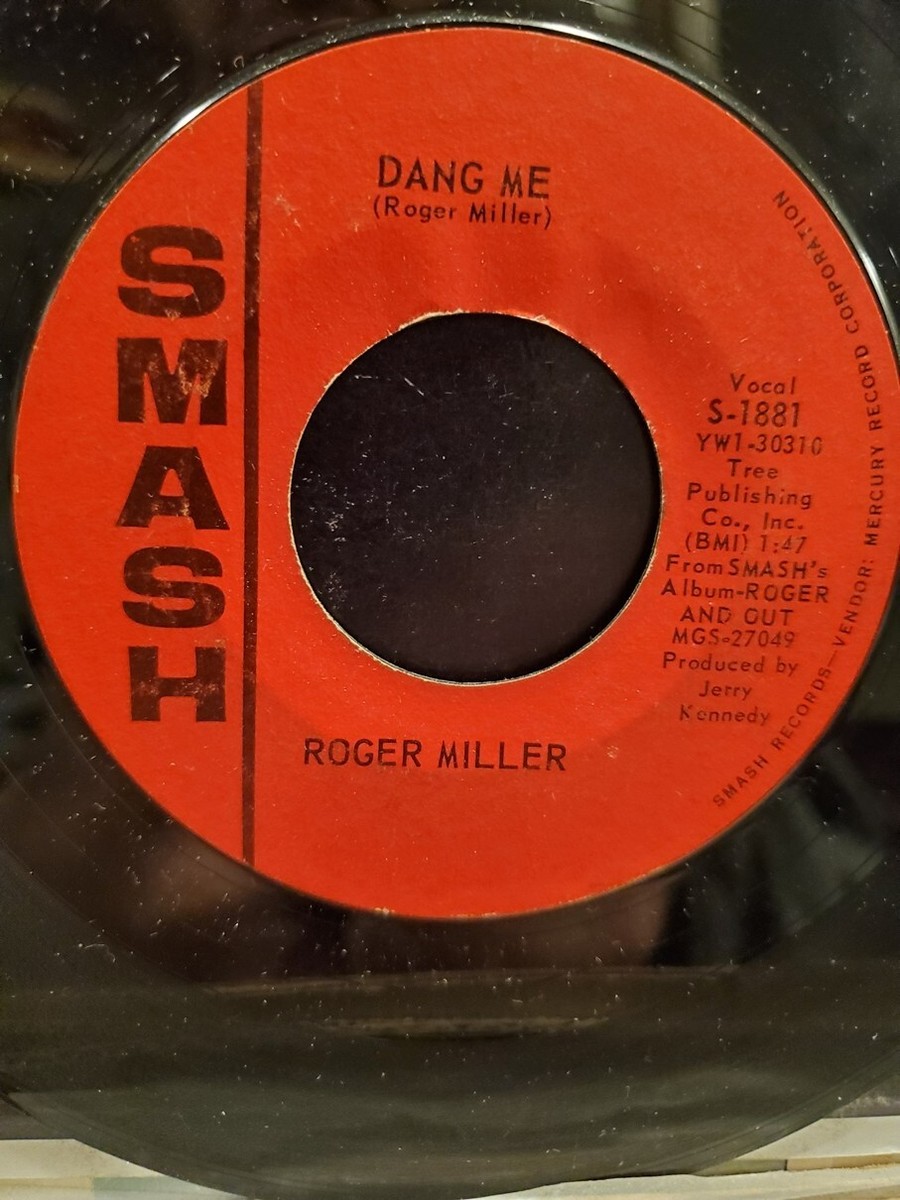 SMASH
DANG ME
(Roger Miller)
Vocal
S-1881
YW1-30310
Tree
Publishing
Co., Inc.
(BMI) 1:47
From SMASH's
Album-ROGER
AND OUT
MGS-27049
Produced by
Jerry
Kennedy
ROGER MILLER
SMASH RECORDS—VENDOR: MERCURY RECORD CORPORATION